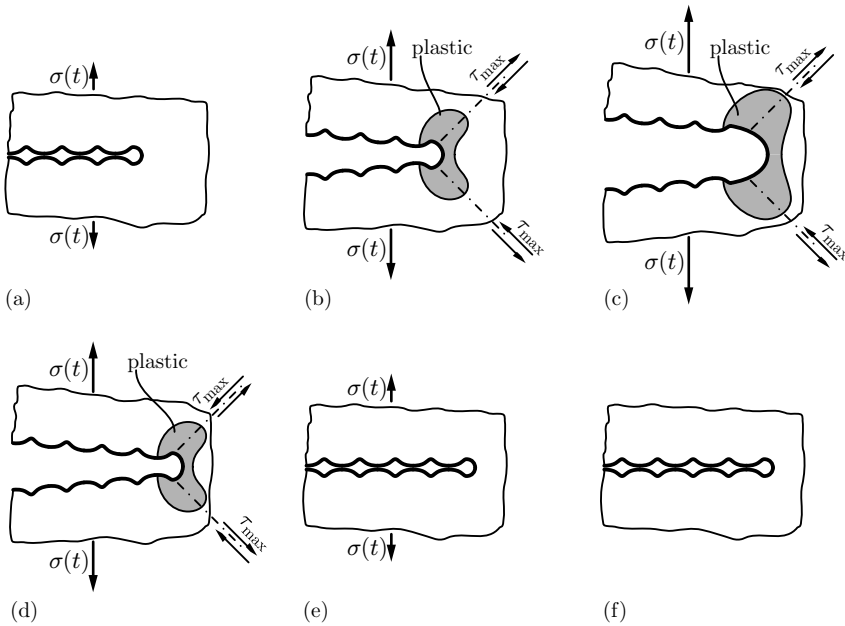 σ(t)
σ(t)
(a)
σ(t)
plastic
τmax
τmax
σ(t)
(b)
σ(t)
plastic
τmax
τmax
σ(t)
(c)
σ(t)
plastic
τmax
τmax
σ(t)
(d)
σ(t)
σ(t)
(e)
(f)